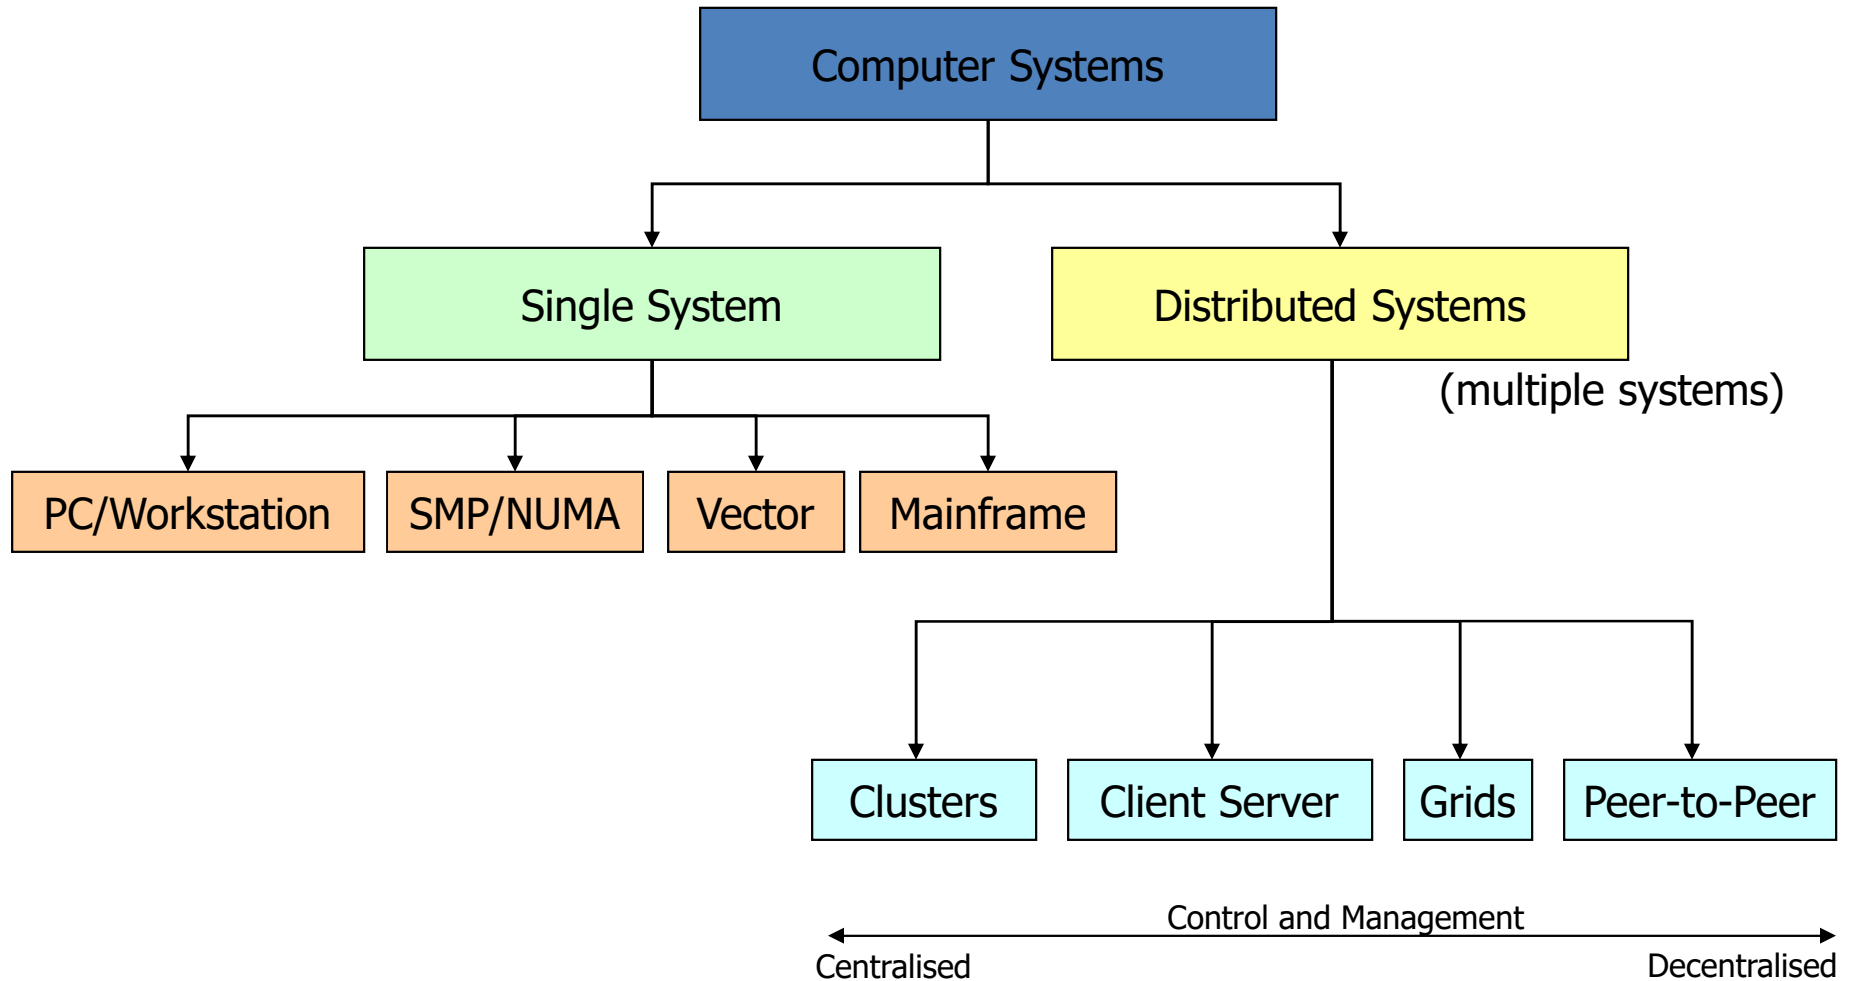 Computer Systems
Single System
Distributed Systems
(multiple systems)
PC/Workstation
SMP/NUMA
Vector
Mainframe
Clusters
Client Server
Grids
Peer-to-Peer
Control and Management
Centralised
Decentralised